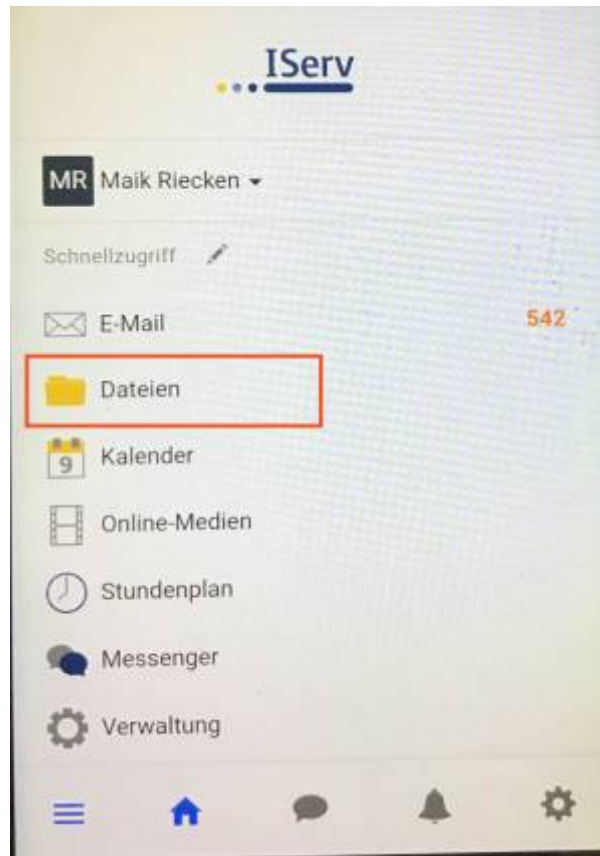 IServ
MR Maik Riecken
Schnellzugriff
E-Mail 542
Dateien
9 Kalender
Online-Medien
Stundenplan
Messenger
Verwaltung